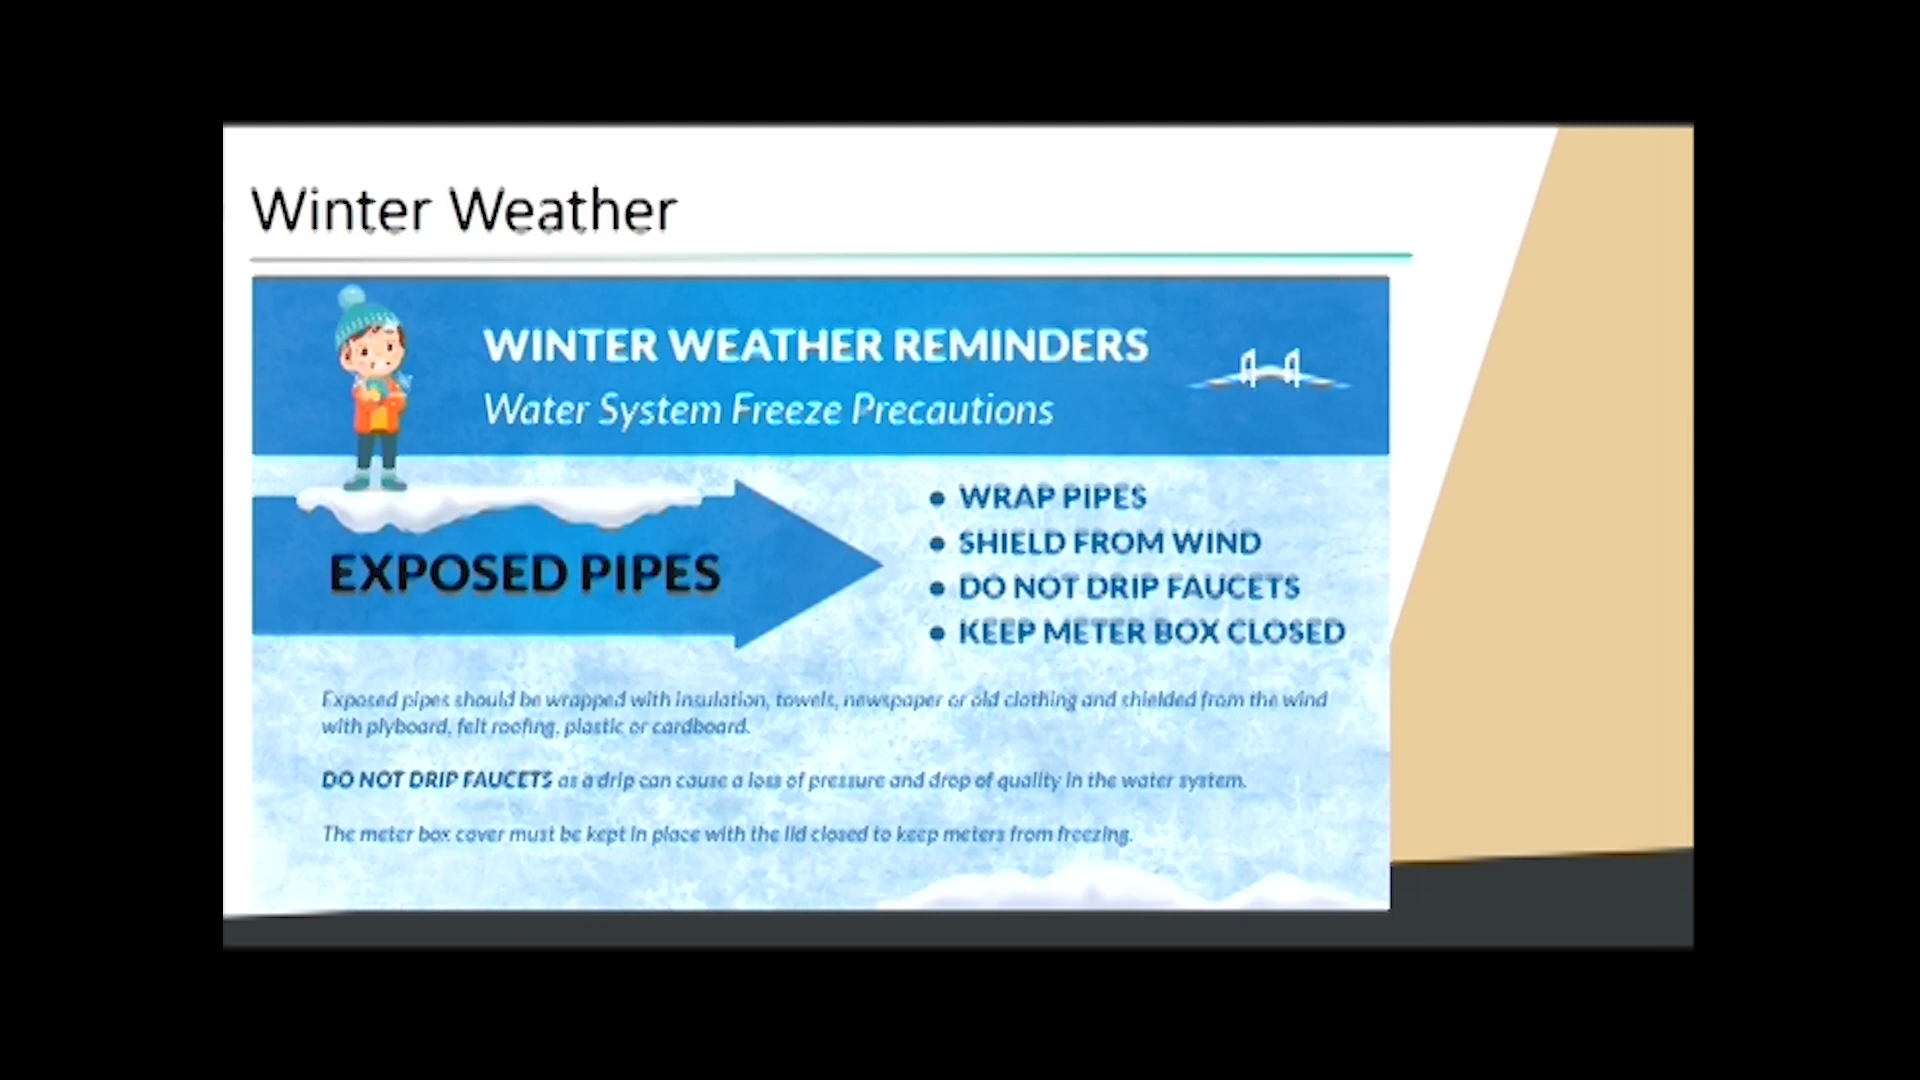 Winter Weather
WINTER WEATHER REMINDERS
Water System Freeze Precautions
EXPOSED PIPES
• WRAP PIPES
• SHIELD FROM WIND
• DO NOT DRIP FAUCETS
• KEEP METER BOX CLOSED
Exposed pipes should be wrapped with insulation, towels, newspaper or old clothing and shielded from the wind
with plyboard, felt roofing, plastic or cardboard.
DO NOT DRIP FAUCETS as a drip can cause a loss of pressure and drop of quality in the water system.
The meter box cover must be kept in place with the lid closed to keep meters from freezing.